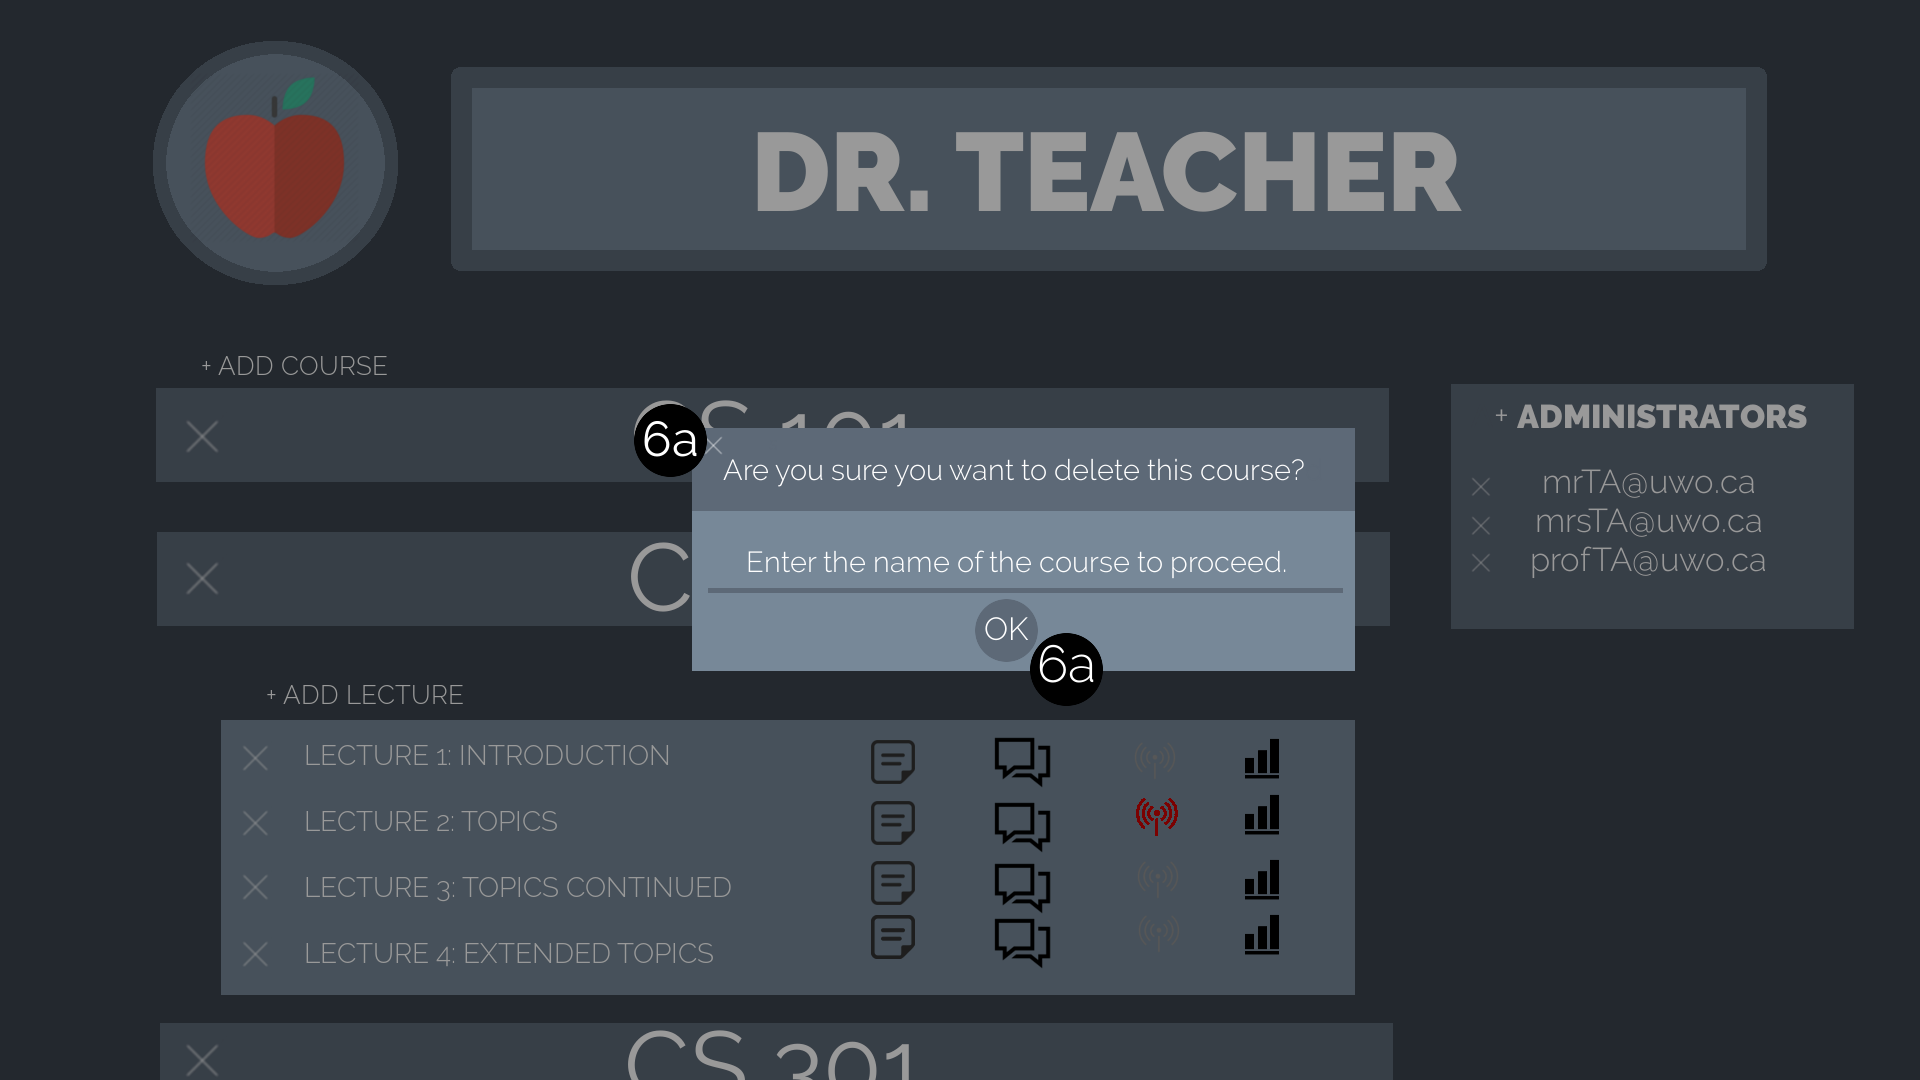 DR. TEACHER
+ ADD COURSE
CS 101
6a
Are you sure you want to delete this course?
Enter the name of the course to proceed.
OK
6a
+ ADD LECTURE
LECTURE 1: INTRODUCTION
LECTURE 2: TOPICS
LECTURE 3: TOPICS CONTINUED
LECTURE 4: EXTENDED TOPICS
CS 301
+ ADMINISTRATORS
mrTA@uwo.ca
mrsTA@uwo.ca
profTA@uwo.ca